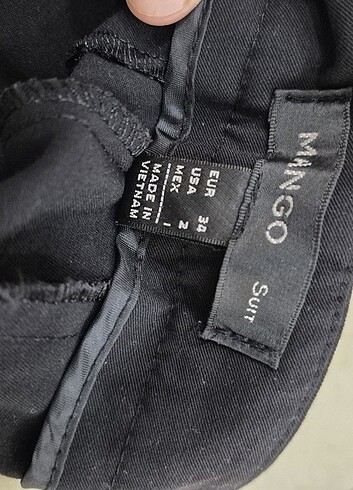 MANGO
SUIT
EUR 34
USA 2
MEX 1
MADE IN
VIETNAM